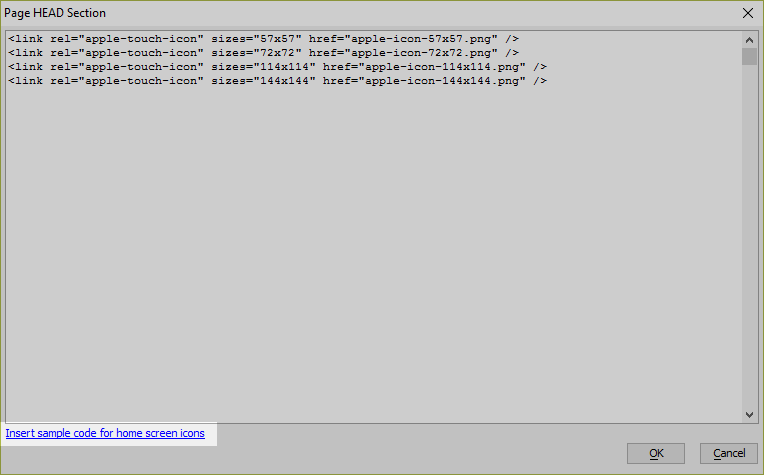 Page HEAD Section
<link rel="apple-touch-icon" sizes="57x57" href="apple-icon-57x57.png" />
<link rel="apple-touch-icon" sizes="72x72" href="apple-icon-72x72.png" />
<link rel="apple-touch-icon" sizes="114x114" href="apple-icon-114x114.png" />
<link rel="apple-touch-icon" sizes="144x144" href="apple-icon-144x144.png" />
Insert sample code for home screen icons
OK
Cancel